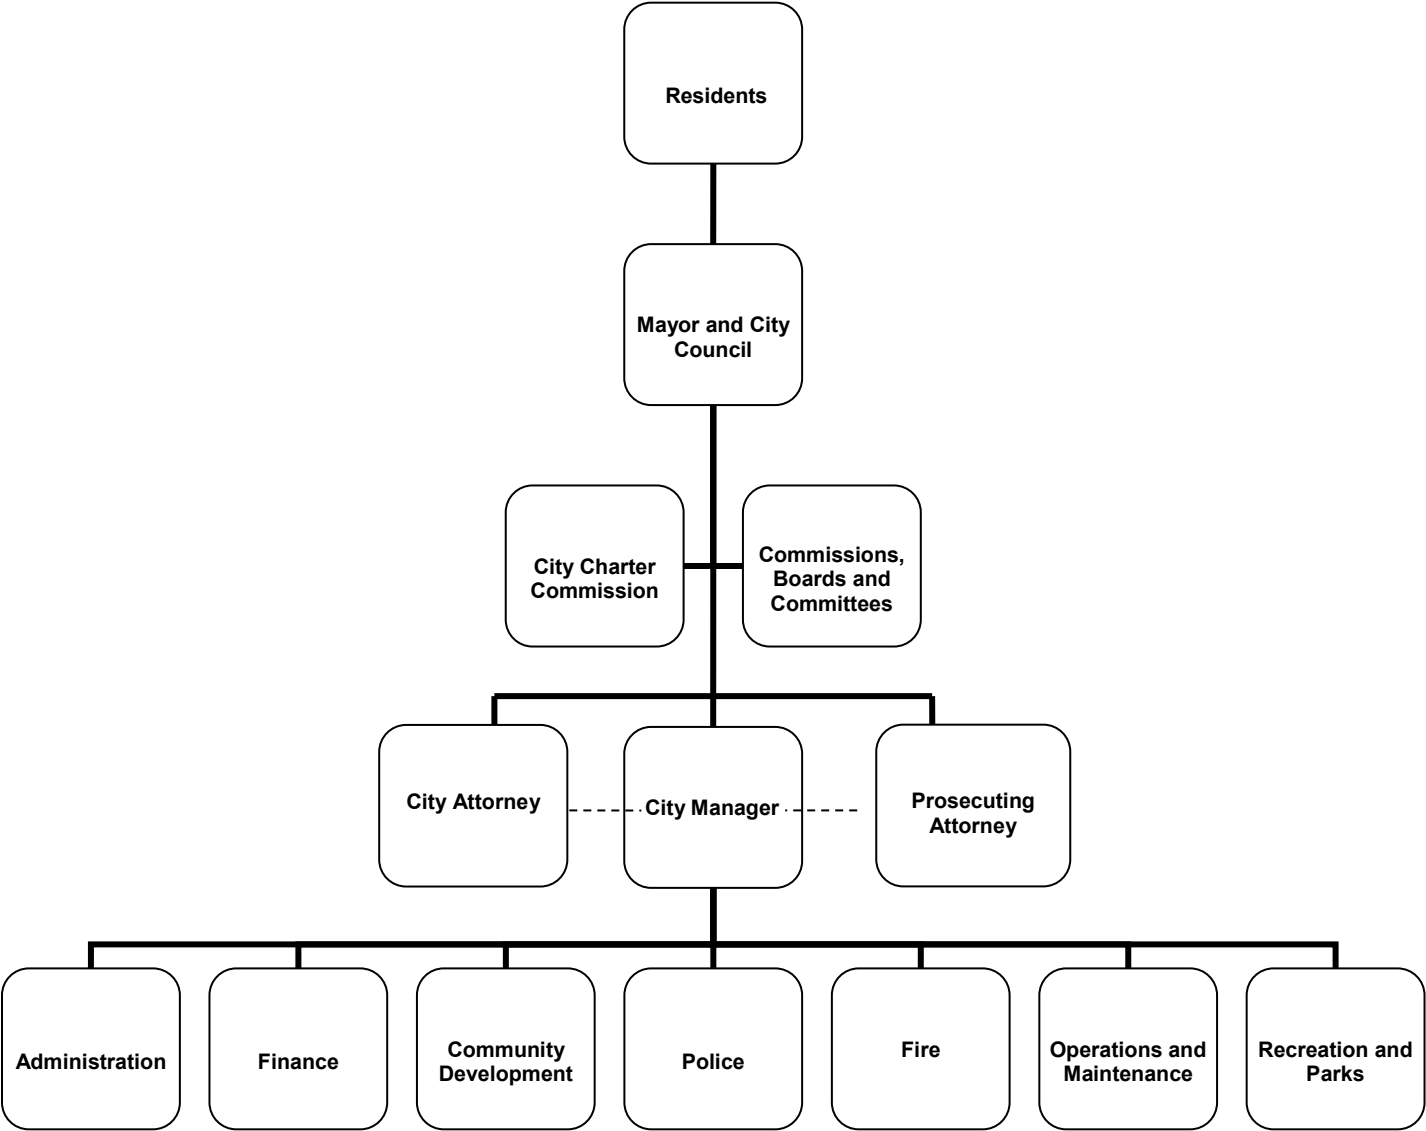 Residents
Mayor and City
Council
City Charter
Commission
Commissions,
Boards and
Committees
City Attorney
City Manager
Prosecuting
Attorney
Administration
Finance
Community
Development
Police
Fire
Operations and
Maintenance
Recreation and
Parks